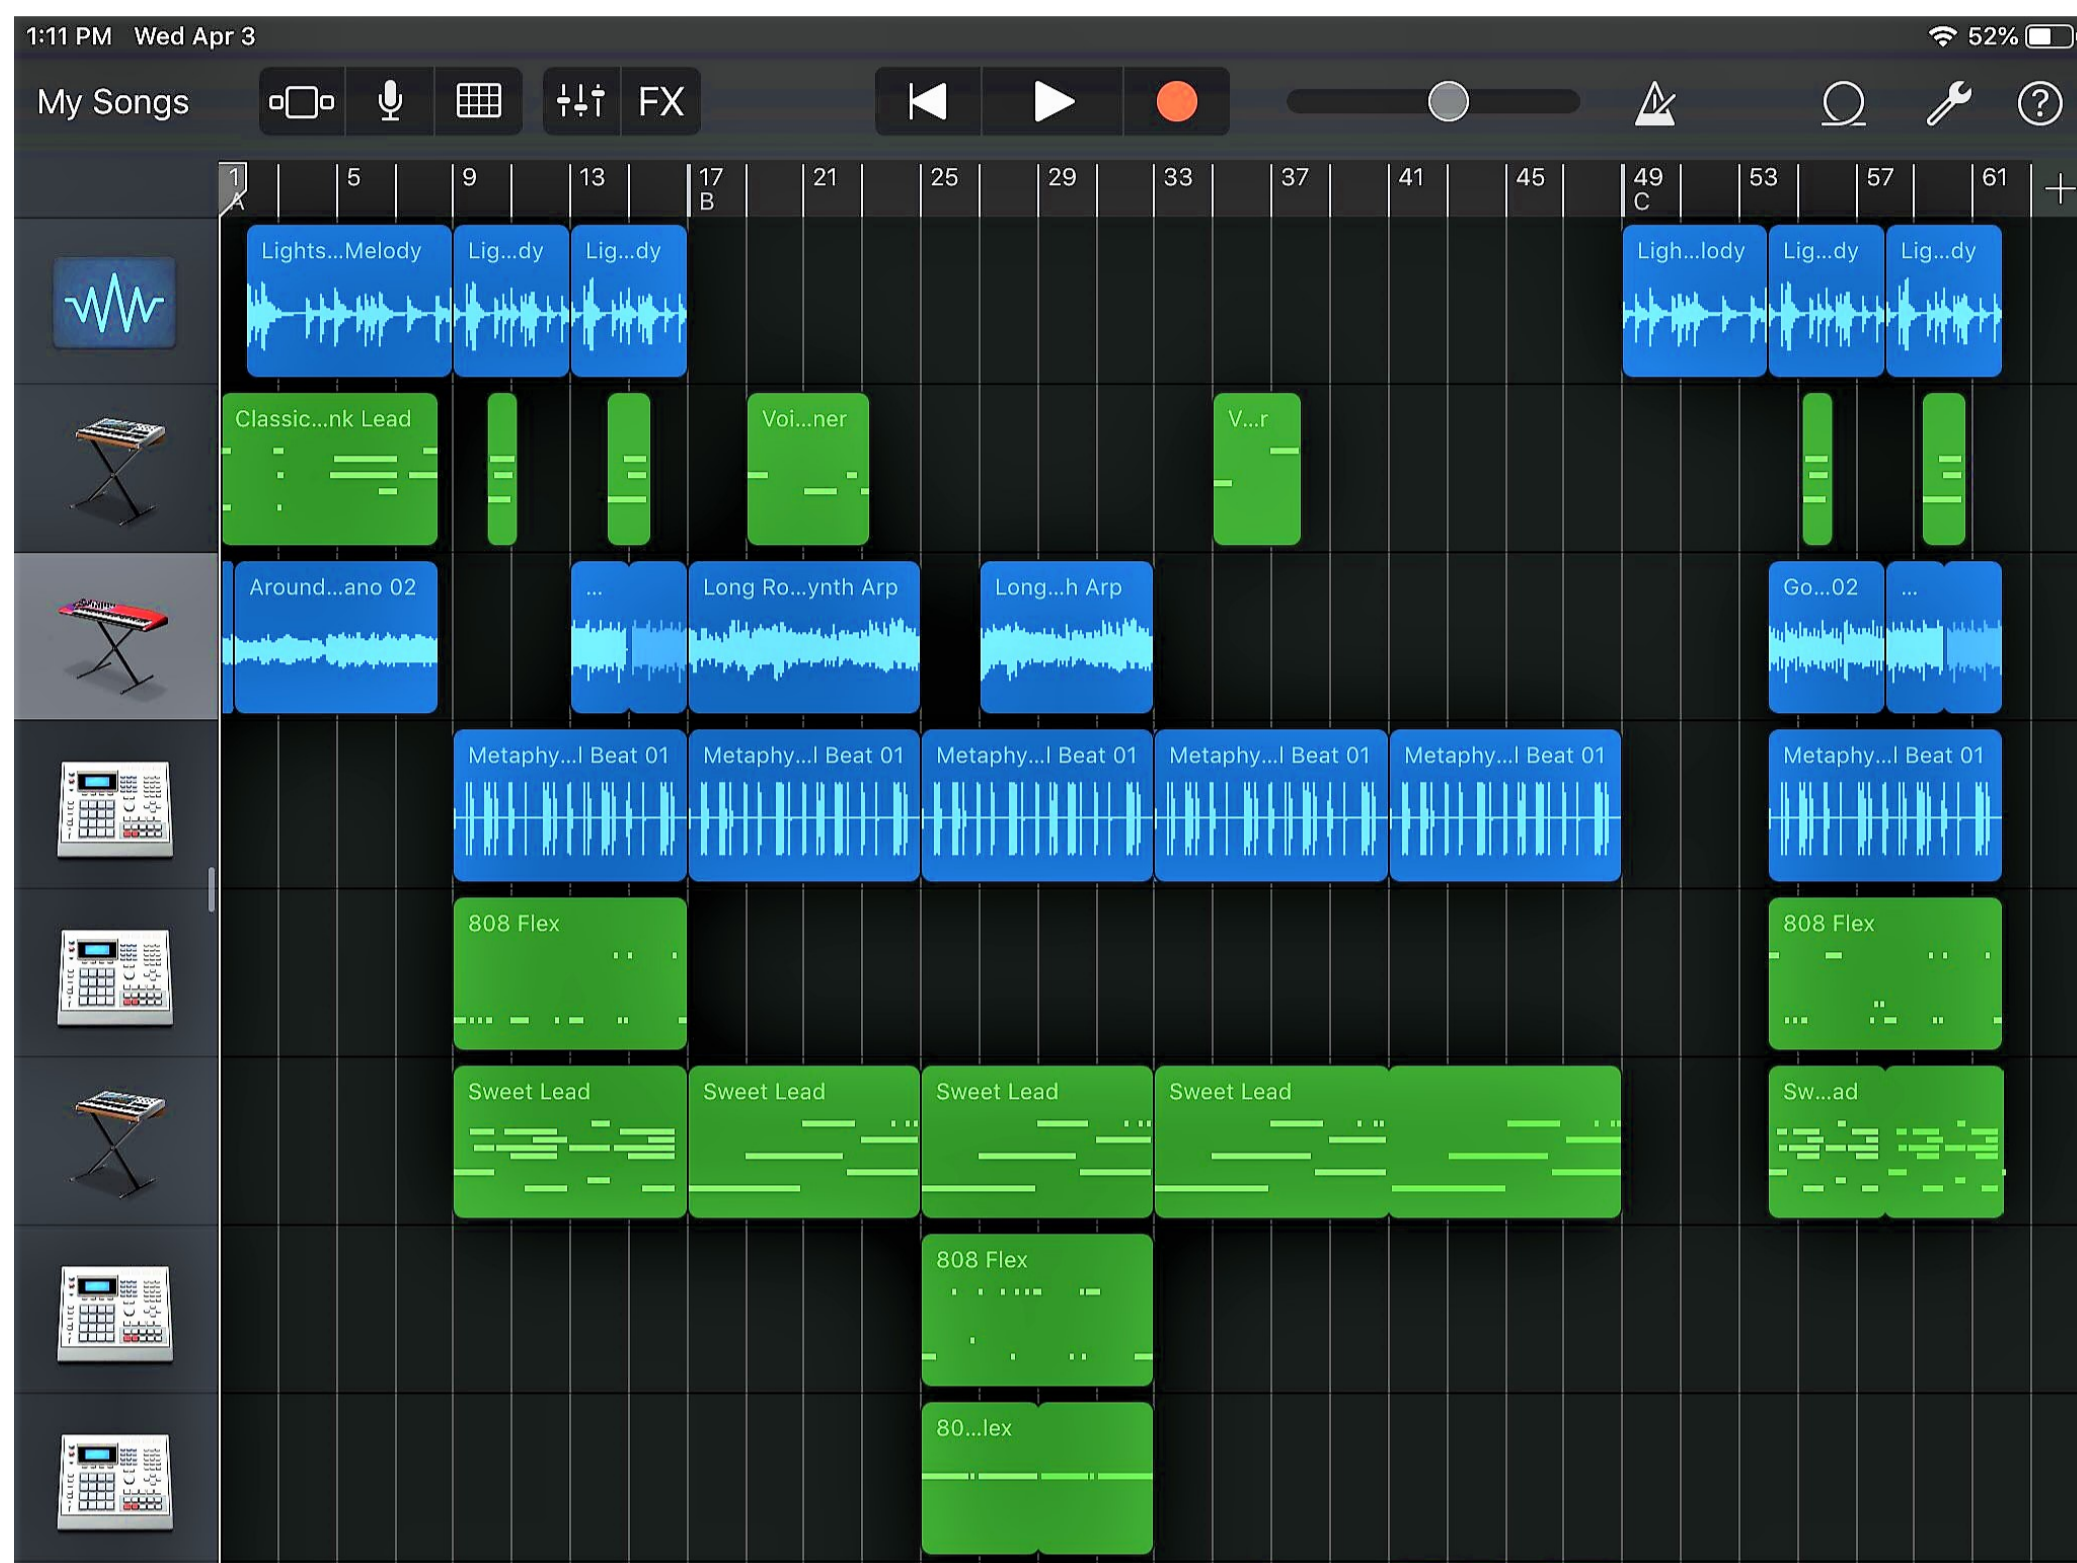 1:11 PM Wed Apr 3 52%
My Songs FX ?
1 5 9 13 17 21 25 29 33 37 41 45 49 53 57 61
A B C
Lights...Melody Lig...dy Lig...dy Ligh...lody Lig...dy Lig...dy
Classic...nk Lead Voi...ner V...r
Around...ano 02 ... Long Ro...ynth Arp Long...h Arp Go...02 ...
Metaphy...l Beat 01 Metaphy...l Beat 01 Metaphy...l Beat 01 Metaphy...l Beat 01 Metaphy...l Beat 01 Metaphy...l Beat 01
808 Flex 808 Flex
Sweet Lead Sweet Lead Sweet Lead Sweet Lead Sw...ad
808 Flex
80...lex